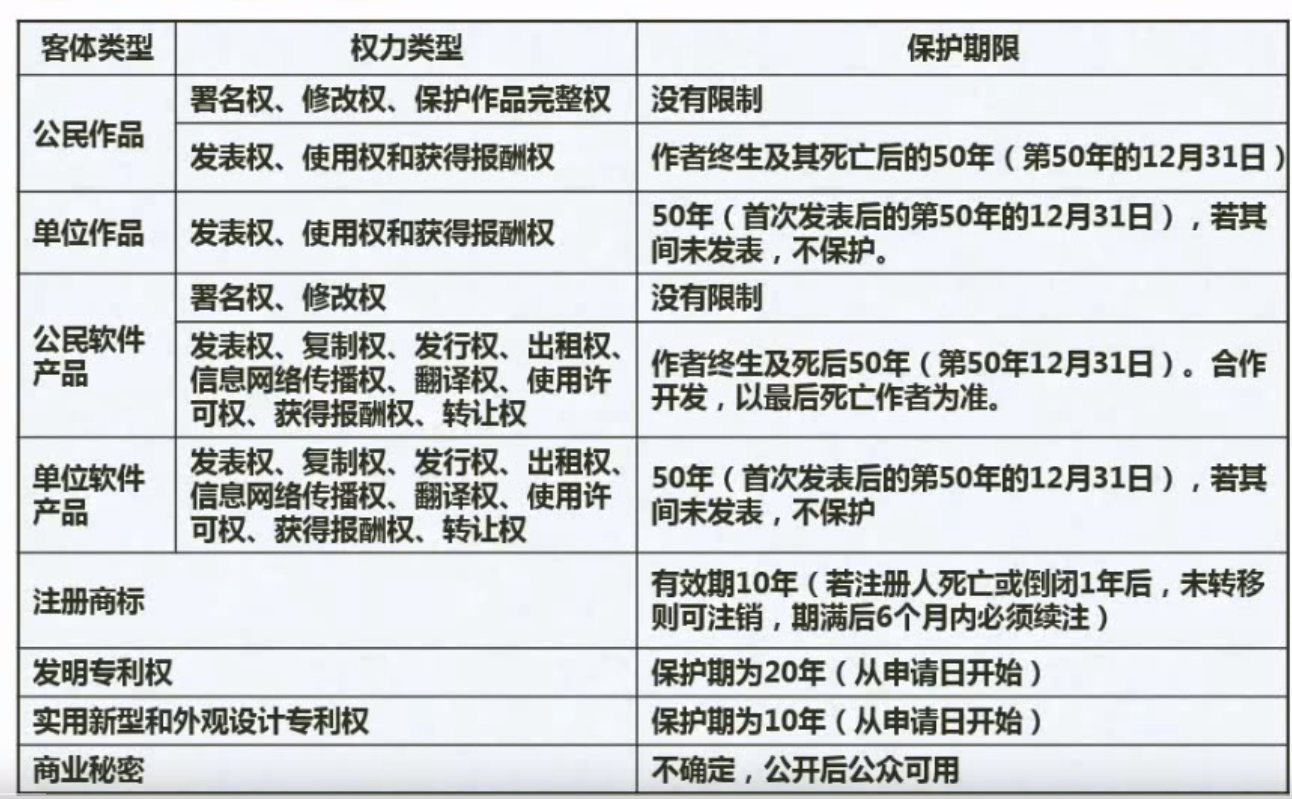 客体类型 权力类型 保护期限
公民作品
署名权、修改权、保护作品完整权 没有限制
发表权、使用权和获得报酬权 作者终生及其死亡后的50年（第50年的12月31日）
单位作品 发表权、使用权和获得报酬权
50年（首次发表后的第50年的12月31日），若其
间未发表，不保护。
公民软件
产品
署名权、修改权 没有限制
发表权、复制权、发行权、出租权、
信息网络传播权、翻译权、使用许
可权、获得报酬权、转让权
作者终生及死后50年（第50年12月31日）。合作
开发，以最后死亡作者为准。
单位软件
产品
发表权、复制权、发行权、出租权、
信息网络传播权、翻译权、使用许
可权、获得报酬权、转让权
50年（首次发表后的第50年的12月31日），若其
间未发表，不保护
注册商标
有效期10年（若注册人死亡或倒闭1年后，未转移
则可注销，期满后6个月内必须续注）
发明专利权 保护期为20年（从申请日开始）
实用新型和外观设计专利权 保护期为10年（从申请日开始）
商业秘密 不确定，公开后公众可用